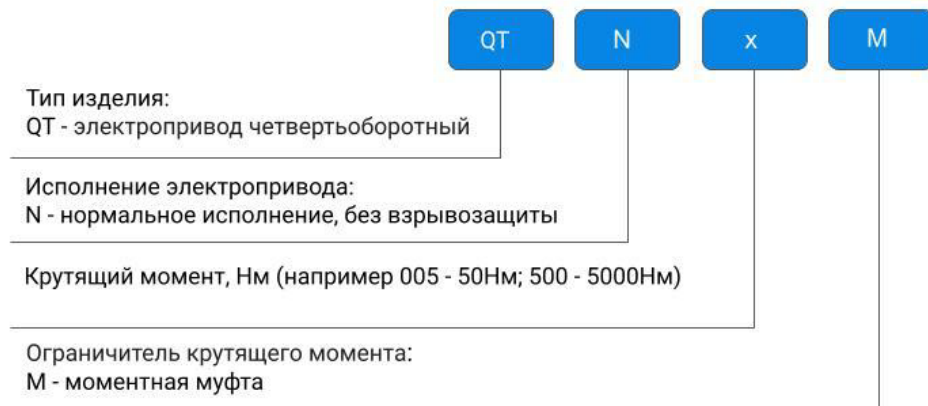 QT N x M
Тип изделия:
QT - электропривод четвертьоборотный
Исполнение электропривода:
N - нормальное исполнение, без взрывозащиты
Крутящий момент, Нм (например 005 - 50Нм; 500 - 5000Нм)
Ограничитель крутящего момента:
М - моментная муфта